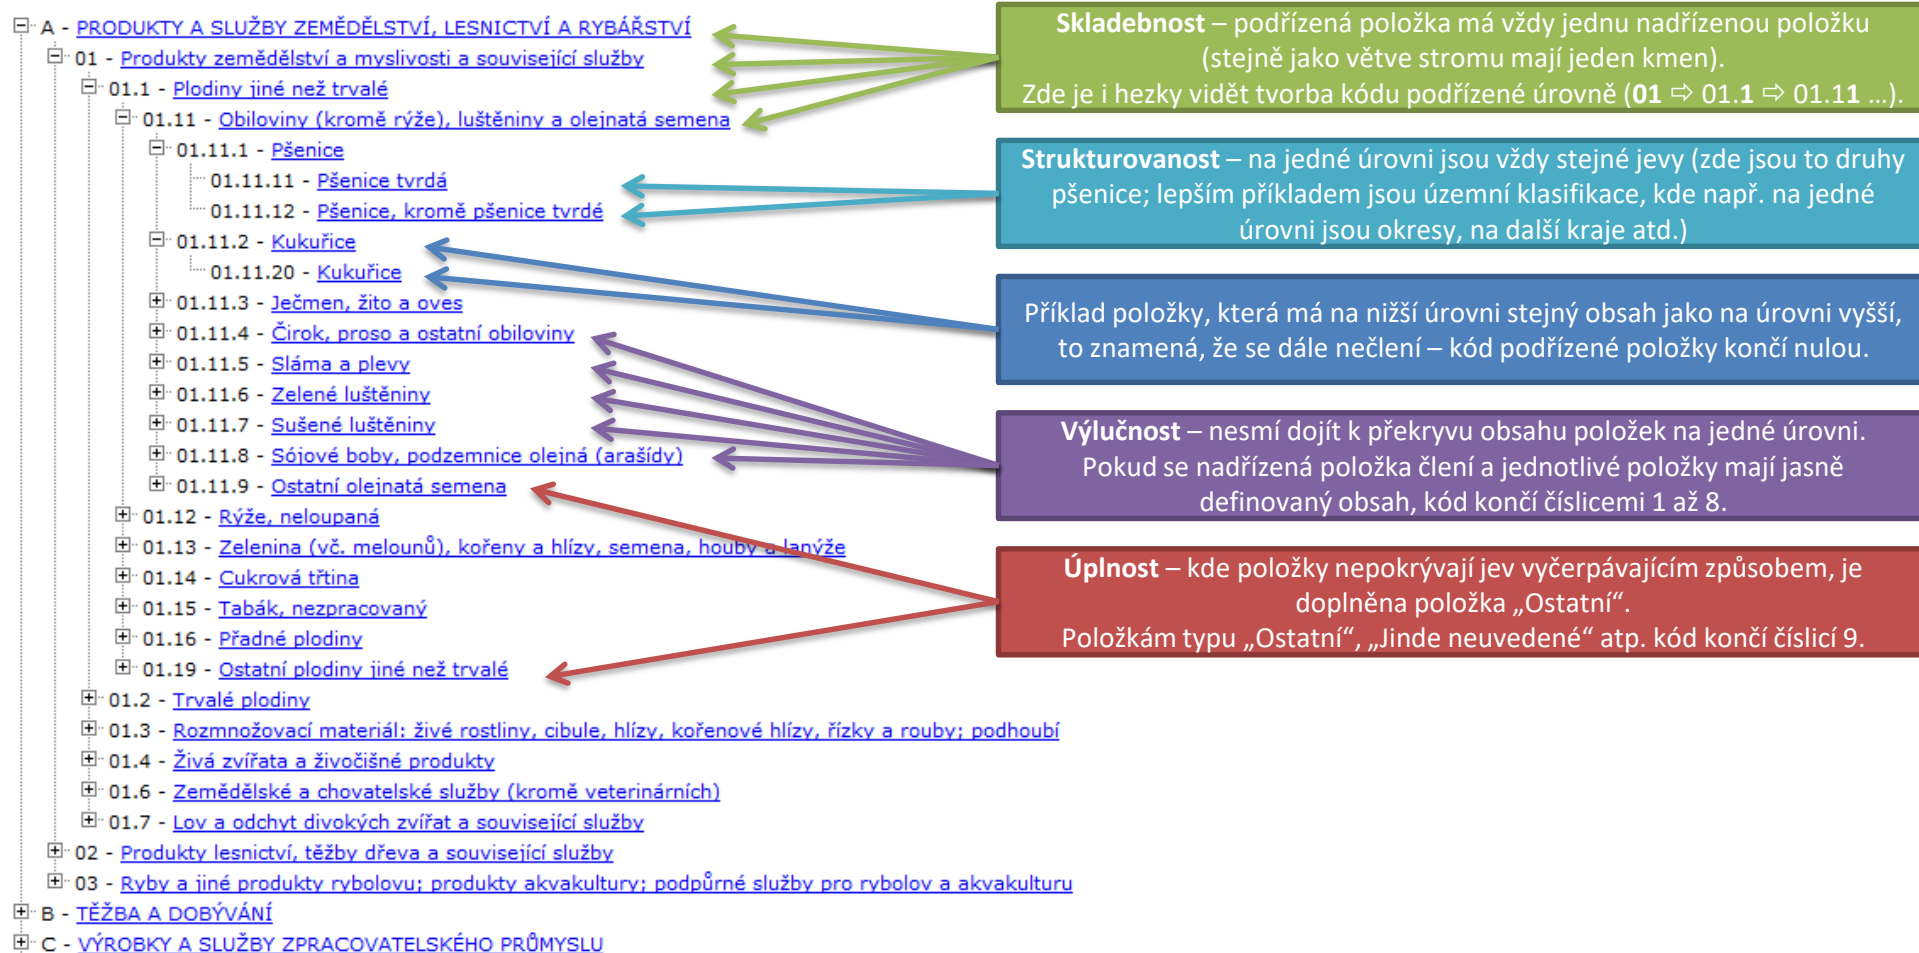 A - PRODUKTY A SLUŽBY ZEMĚDĚLSTVÍ, LESNICTVÍ A RYBÁŘSTVÍ
01 - Produkty zemědělství a myslivosti a související služby
01.1 - Plodiny jiné než trvalé
01.11 - Obiloviny (kromě rýže), luštěniny a olejnatá semena
01.11.1 - Pšenice
01.11.11 - Pšenice tvrdá
01.11.12 - Pšenice, kromě pšenice tvrdé
01.11.2 - Kukuřice
01.11.20 - Kukuřice
01.11.3 - Ječmen, žito a oves
01.11.4 - Čirok, proso a ostatní obiloviny
01.11.5 - Sláma a plevy
01.11.6 - Zelené luštěniny
01.11.7 - Sušené luštěniny
01.11.8 - Sójové boby, podzemnice olejná (arašídy)
01.11.9 - Ostatní olejnatá semena
01.12 - Rýže, neloupaná
01.13 - Zelenina (vč. melounů), kořeny a hlízy, semena, houby a lanýže
01.14 - Cukrová třtina
01.15 - Tabák, nezpracovaný
01.16 - Přadné plodiny
01.19 - Ostatní plodiny jiné než trvalé
01.2 - Trvalé plodiny
01.3 - Rozmnožovací materiál: živé rostliny, cibule, hlízy, kořenové hlízy, řízky a rouby; podhoubí
01.4 - Živá zvířata a živočišné produkty
01.6 - Zemědělské a chovatelské služby (kromě veterinárních)
01.7 - Lov a odchyt divokých zvířat a související služby
02 - Produkty lesnictví, těžby dřeva a související služby
03 - Ryby a jiné produkty rybolovu; produkty akvakultury; podpůrné služby pro rybolov a akvakulturu
B - TĚŽBA A DOBÝVÁNÍ
C - VÝROBKY A SLUŽBY ZPRACOVATELSKÉHO PRŮMYSLU
Skladebnost – podřízená položka má vždy jednu nadřízenou položku
(stejně jako větve stromu mají jeden kmen).
Zde je i hezky vidět tvorba kódu podřízené úrovně (01 ⇨ 01.1 ⇨ 01.11 …).
Strukturovanost – na jedné úrovni jsou vždy stejné jevy (zde jsou to druhy
pšenice; lepším příkladem jsou územní klasifikace, kde např. na jedné
úrovni jsou okresy, na další kraje atd.)
Příklad položky, která má na nižší úrovni stejný obsah jako na úrovni vyšší,
to znamená, že se dále nečlení – kód podřízené položky končí nulou.
Výlučnost – nesmí dojít k překryvu obsahu položek na jedné úrovni.
Pokud se nadřízená položka člení a jednotlivé položky mají jasně
definovaný obsah, kód končí číslicemi 1 až 8.
Úplnost – kde položky nepokrývají jev vyčerpávajícím způsobem, je
doplněna položka „Ostatní“.
Položkám typu „Ostatní“, „Jinde neuvedené“ atp. kód končí číslicí 9.